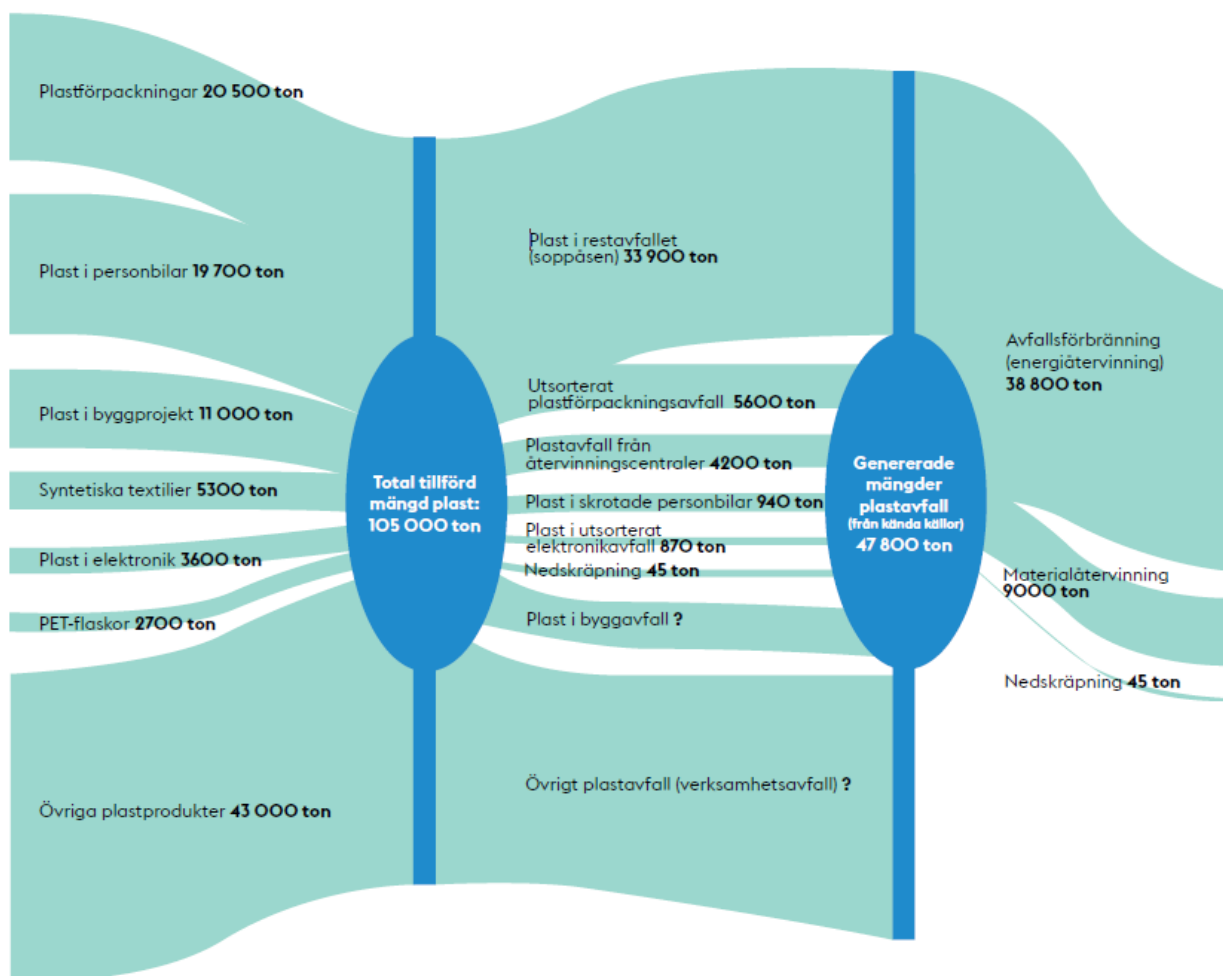 Plastförpackningar 20 500 ton
Plast i personbilar 19 700 ton
Plast i byggprojekt 11 000 ton
Syntetiska textilier 5300 ton
Plast i elektronik 3600 ton
PET-flaskor 2700 ton
Övriga plastprodukter 43 000 ton
Total tillförd
mängd plast:
105 000 ton
Plast i restavfallet
(soppåsen) 33 900 ton
Utsorterat
plastförpackningsavfall 5600 ton
Plastavfall från
återvinningscentraler 4200 ton
Plast i skrotade personbilar 940 ton
Plast i utsorterat
elektronikavfall 870 ton
Nedskräpning 45 ton
Plast i byggavfall ?
Övrigt plastavfall (verksamhetsavfall) ?
Genererade
mängder
plastavfall
(från kända källor)
47 800 ton
Avfallsförbränning
(energiåtervinning)
38 800 ton
Materialåtervinning
9000 ton
Nedskräpning 45 ton